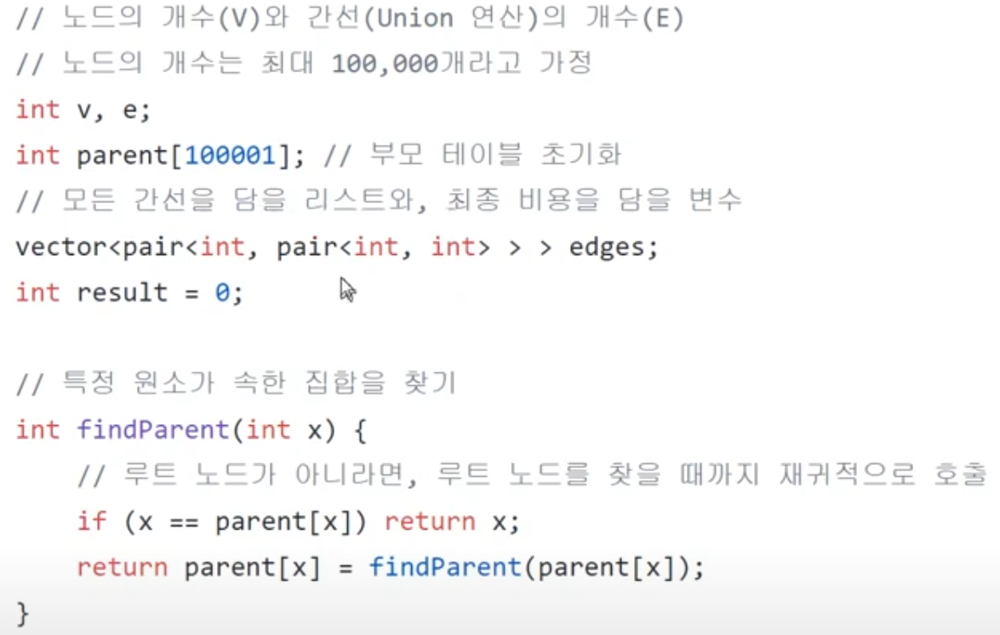 // 노드의 개수(V)와 간선(Union 연산)의 개수(E)
// 노드의 개수는 최대 100,000개라고 가정
int v, e;
int parent[100001]; // 부모 테이블 초기화
// 모든 간선을 담을 리스트와, 최종 비용을 담을 변수
vector<pair<int, pair<int, int> > > edges;
int result = 0;
// 특정 원소가 속한 집합을 찾기
int findParent(int x) {
// 루트 노드가 아니라면, 루트 노드를 찾을 때까지 재귀적으로 호출
if (x == parent[x]) return x;
return parent[x] = findParent(parent[x]);
}